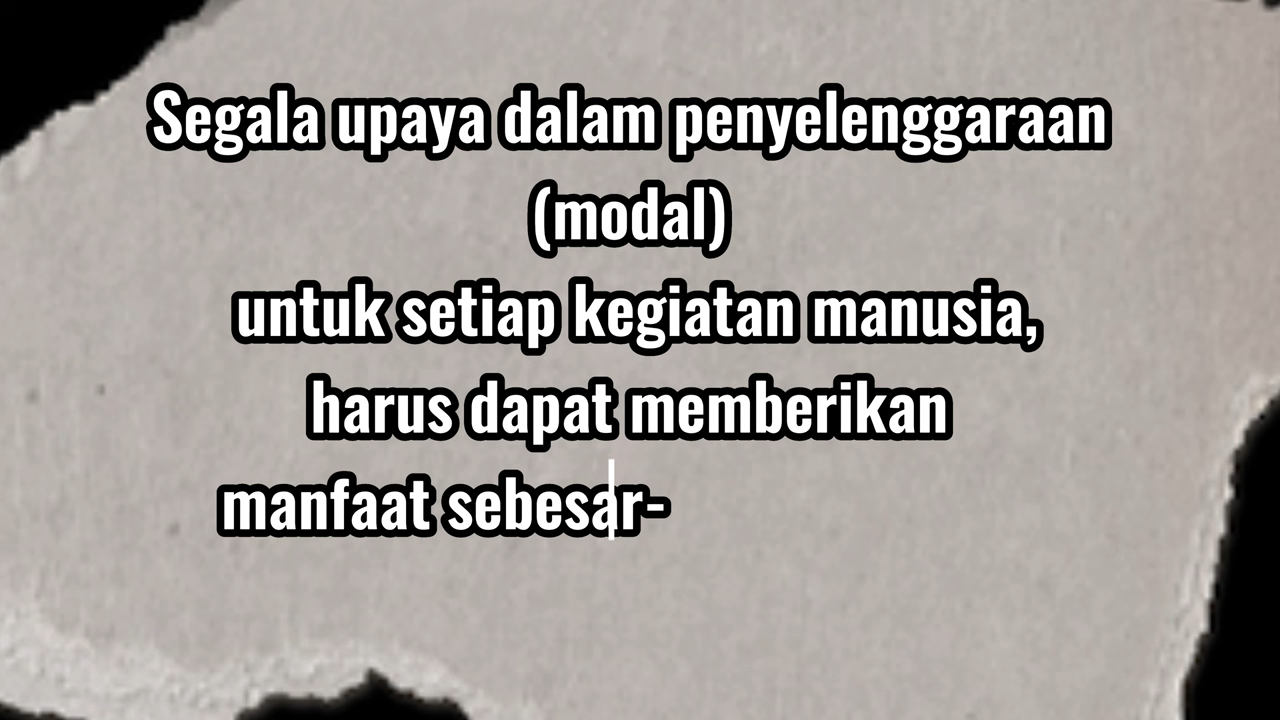 Segala upaya dalam penyelenggaraan
(modal)
untuk setiap kegiatan manusia,
harus dapat memberikan
manfaat sebesar-